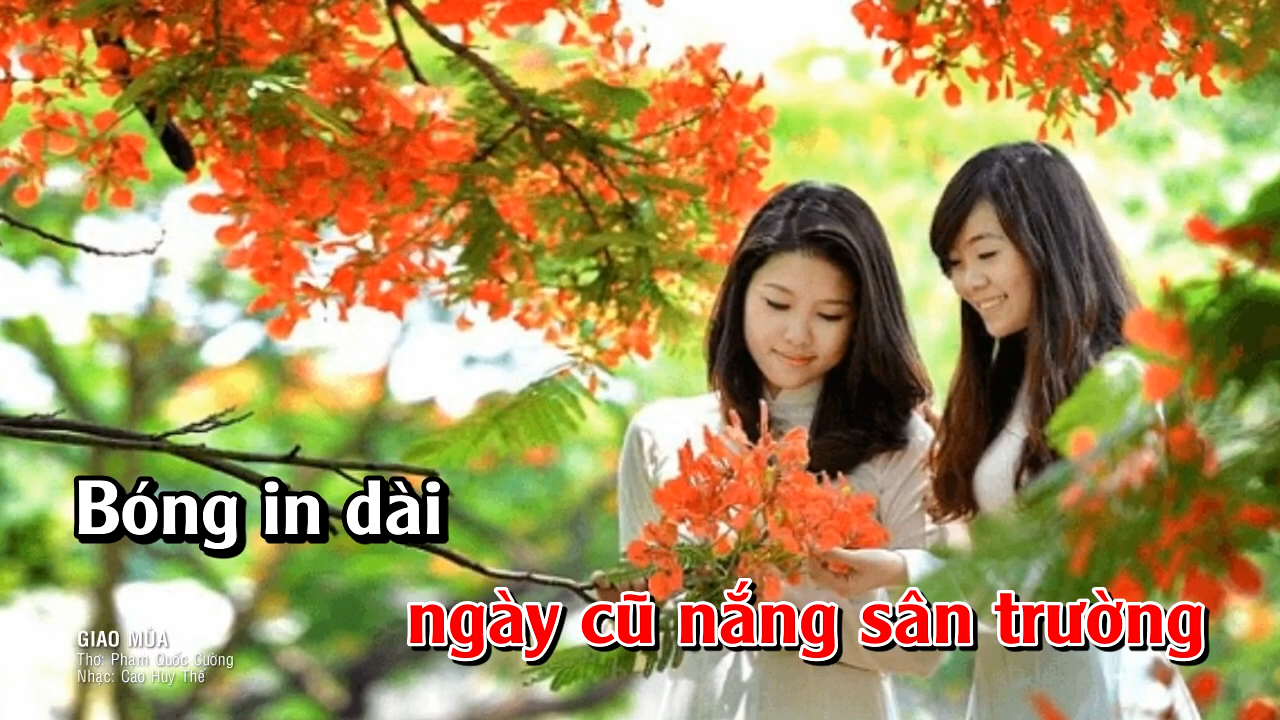 Bóng in dài
ngày cũ nắng sân trường
GIAO MÙA
Thơ: Phạm Quốc Cường
Nhạc: Cao Huy Thế